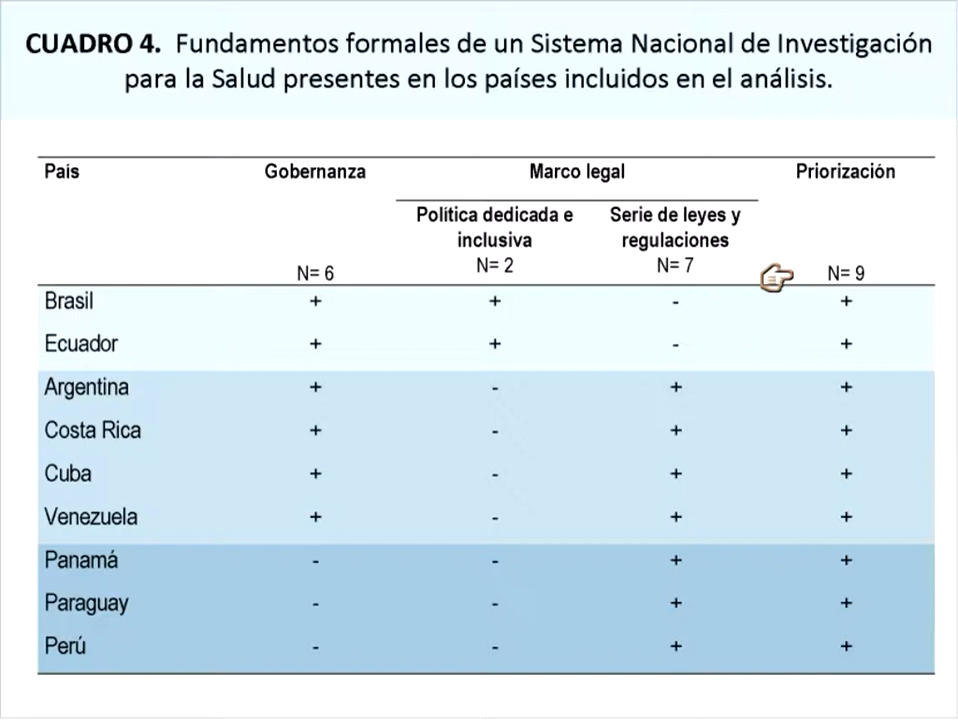 CUADRO 4. Fundamentos formales de un Sistema Nacional de Investigación
para la Salud presentes en los países incluidos en el análisis.
País Gobernanza Marco legal Priorización
Política dedicada e Serie de leyes y
inclusiva regulaciones
N= 6 N= 2 N= 7 N= 9
Brasil + + - +
Ecuador + + - +
Argentina + - + +
Costa Rica + - + +
Cuba + - + +
Venezuela + - + +
Panamá - - + +
Paraguay - - + +
Perú - - + +